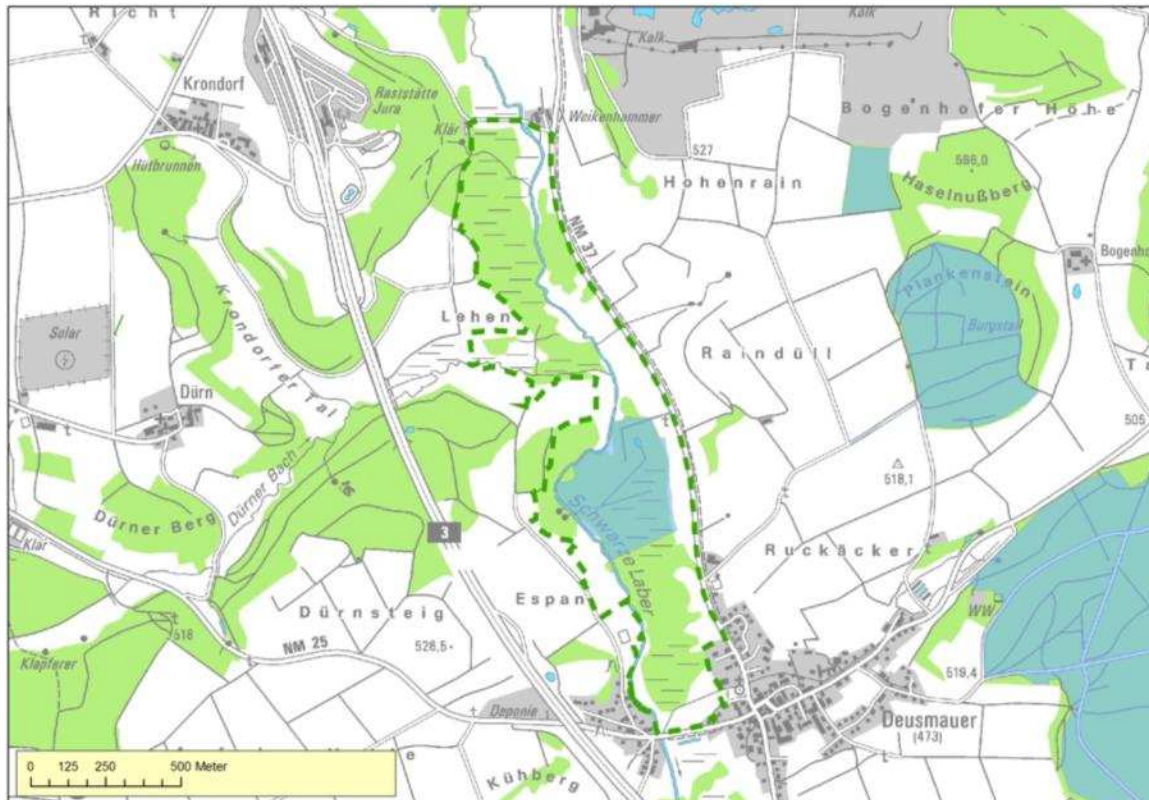 Richt
Kalk
Kalk
Krondorf
Raststätte
Jura
Klär
Weikenhammer
Bogenhofer Höhe
527
586,0
Hutbrunnen
Hohenrain
Haselnußberg
NM 37
Bogenho
Plankenstein
Burgstall
Krondorfer Tal
Lehen
Solar
Raindüll
Ta
Dürn
t
505
t
518,1
Dürner Bach
Dürner Berg
Schwarze Laber
3
Klär
Ruckäcker
t
Espan
Dürnsteig
WW
t
518
NM 25
528,5
Klapferer
519,4
Deponie
Deusmauer
(473)
t
e
Kühberg
0 125 250 500 Meter